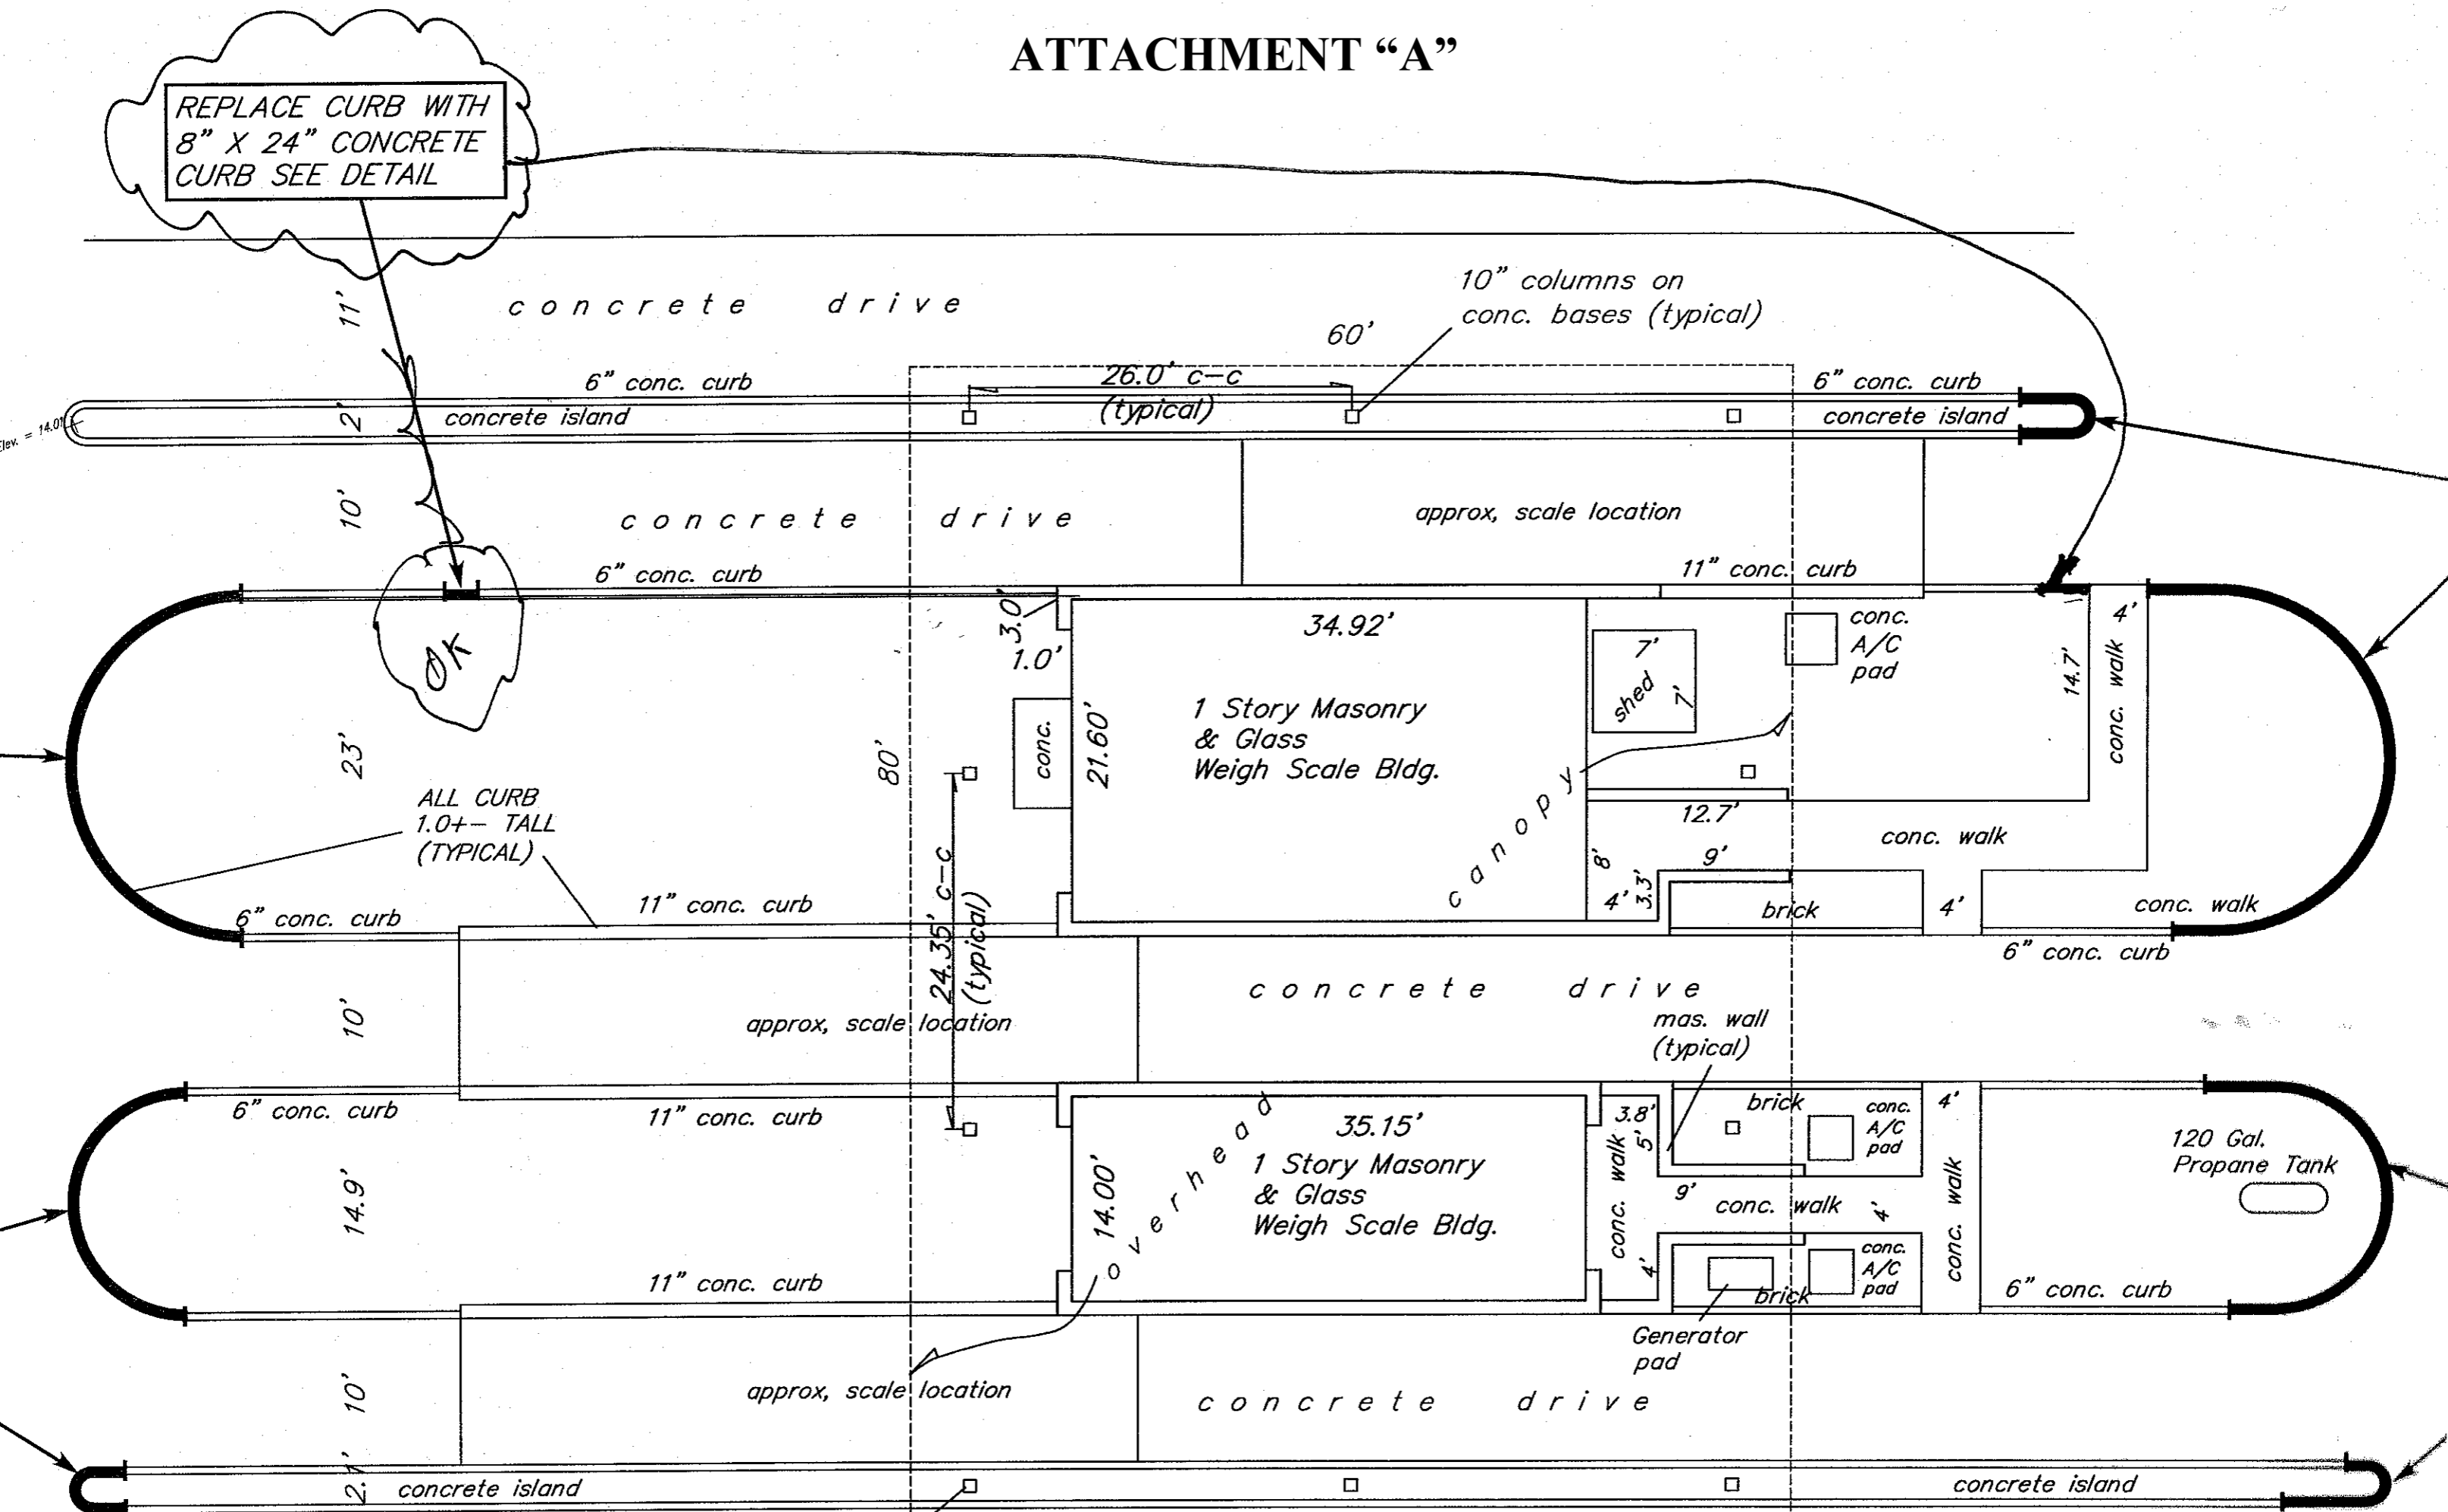 ATTACHMENT “A”
REPLACE CURB WITH
8” X 24” CONCRETE
CURB SEE DETAIL
11’
concrete drive
10” columns on
conc. bases (typical)
60’
6” conc. curb
26.0’ c–c
(typical)
6” conc. curb
Elev. = 14.01’
2’
concrete island
concrete island
10’
concrete drive
approx, scale location
6” conc. curb
11” conc. curb
3.0’
1.0’
34.92’
7’
shed
7’
conc.
A/C
pad
4’
14.7’
conc. walk
OK
23’
80’
conc.
21.60’
1 Story Masonry
& Glass
Weigh Scale Bldg.
canopy
ALL CURB
1.0+– TALL
(TYPICAL)
12.7’
conc. walk
8’
9’
4’
3.3’
brick
4’
conc. walk
6” conc. curb
11” conc. curb
6” conc. curb
24.35’ c–c
(typical)
10’
approx, scale location
concrete drive
mas. wall
(typical)
6” conc. curb
11” conc. curb
14.9’
14.00’
overhead
35.15’
1 Story Masonry
& Glass
Weigh Scale Bldg.
conc. walk
3.8’
5’
brick
conc.
A/C
pad
4’
120 Gal.
Propane Tank
9’
conc. walk
4’
conc. walk
4’
conc.
A/C
pad
brick
6” conc. curb
11” conc. curb
Generator
pad
10’
approx, scale location
concrete drive
2.1’
concrete island
concrete island